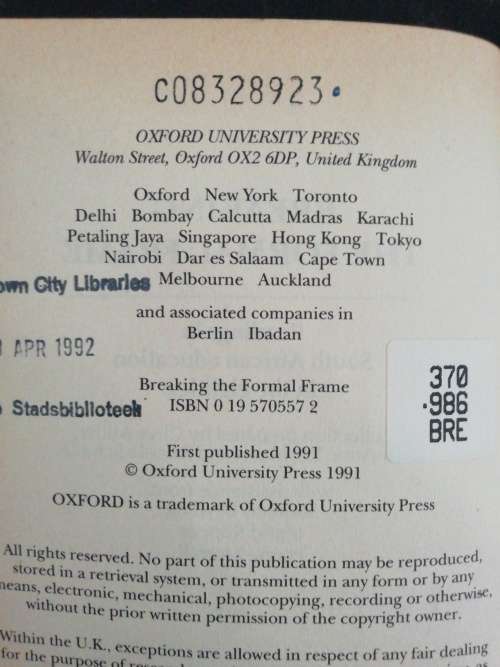 C08328923
OXFORD UNIVERSITY PRESS
Walton Street, Oxford OX2 6DP, United Kingdom
Oxford New York Toronto
Delhi Bombay Calcutta Madras Karachi
Petaling Jaya Singapore Hong Kong Tokyo
Nairobi Dar es Salaam Cape Town
own City Libraries Melbourne Auckland
and associated companies in
Berlin Ibadan
APR 1992
Breaking the Formal Frame
ISBN 0 19 570557 2
Stadsbiblioteek
370
.986
BRE
First published 1991
© Oxford University Press 1991
OXFORD is a trademark of Oxford University Press
All rights reserved. No part of this publication may be reproduced,
stored in a retrieval system, or transmitted in any form or by any
means, electronic, mechanical, photocopying, recording or otherwise,
without the prior written permission of the copyright owner.
Within the U.K., exceptions are allowed in respect of any fair dealing
for the purpose of